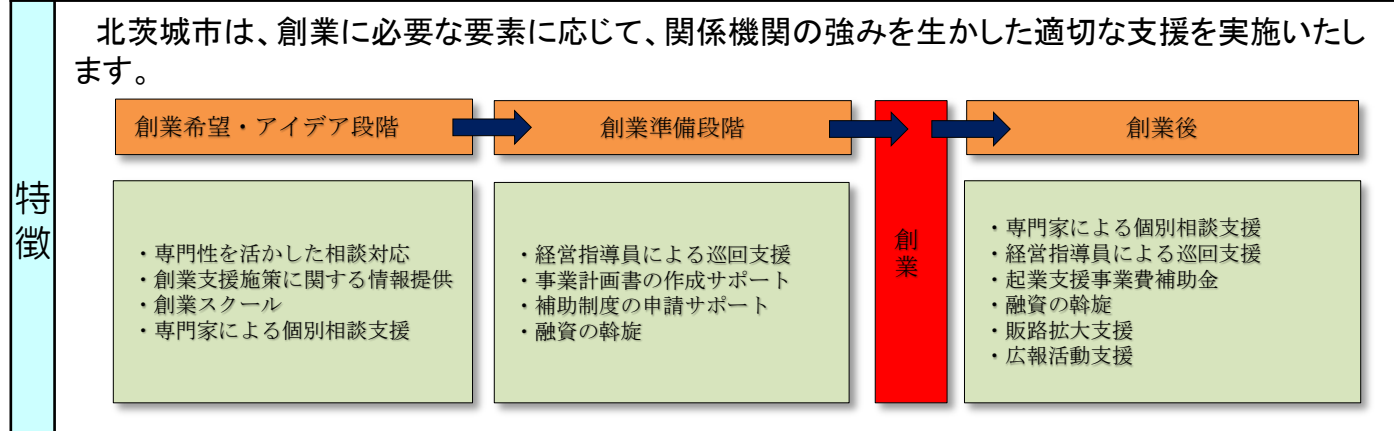 特徴
北茨城市は、創業に必要な要素に応じて、関係機関の強みを生かした適切な支援を実施いたし
ます。
創業希望・アイデア段階
創業準備段階
創業
創業後
・専門性を活かした相談対応
・創業支援施策に関する情報提供
・創業スクール
・専門家による個別相談支援
・経営指導員による巡回支援
・事業計画書の作成サポート
・補助制度の申請サポート
・融資の斡旋
・専門家による個別相談支援
・経営指導員による巡回支援
・起業支援事業費補助金
・融資の斡旋
・販路拡大支援
・広報活動支援